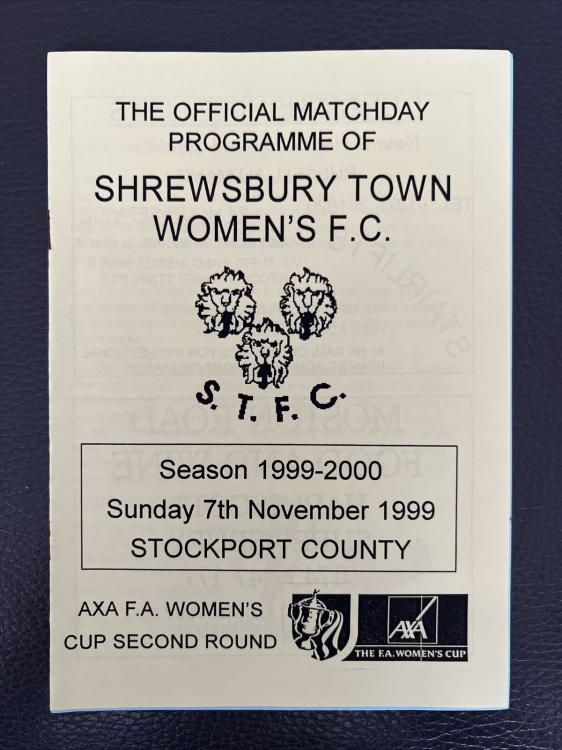 THE OFFICIAL MATCHDAY
PROGRAMME OF
SHREWSBURY TOWN
WOMEN'S F.C.
S.T.F.C.
Season 1999-2000
Sunday 7th November 1999
STOCKPORT COUNTY
AXA F.A. WOMEN'S
CUP SECOND ROUND
AXA
THE F.A. WOMEN'S CUP